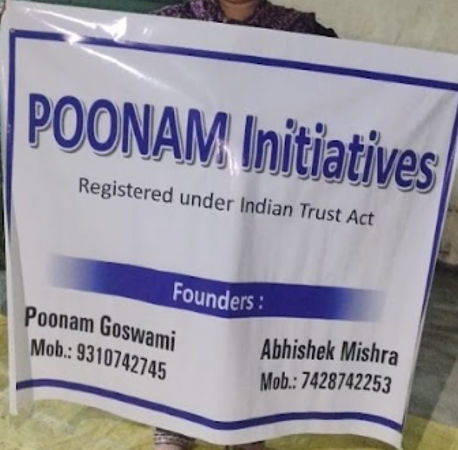 POONAM Initiatives
Registered under Indian Trust Act
Founders :
Poonam Goswami
Mob.: 9310742745
Abhishek Mishra
Mob.: 7428742253